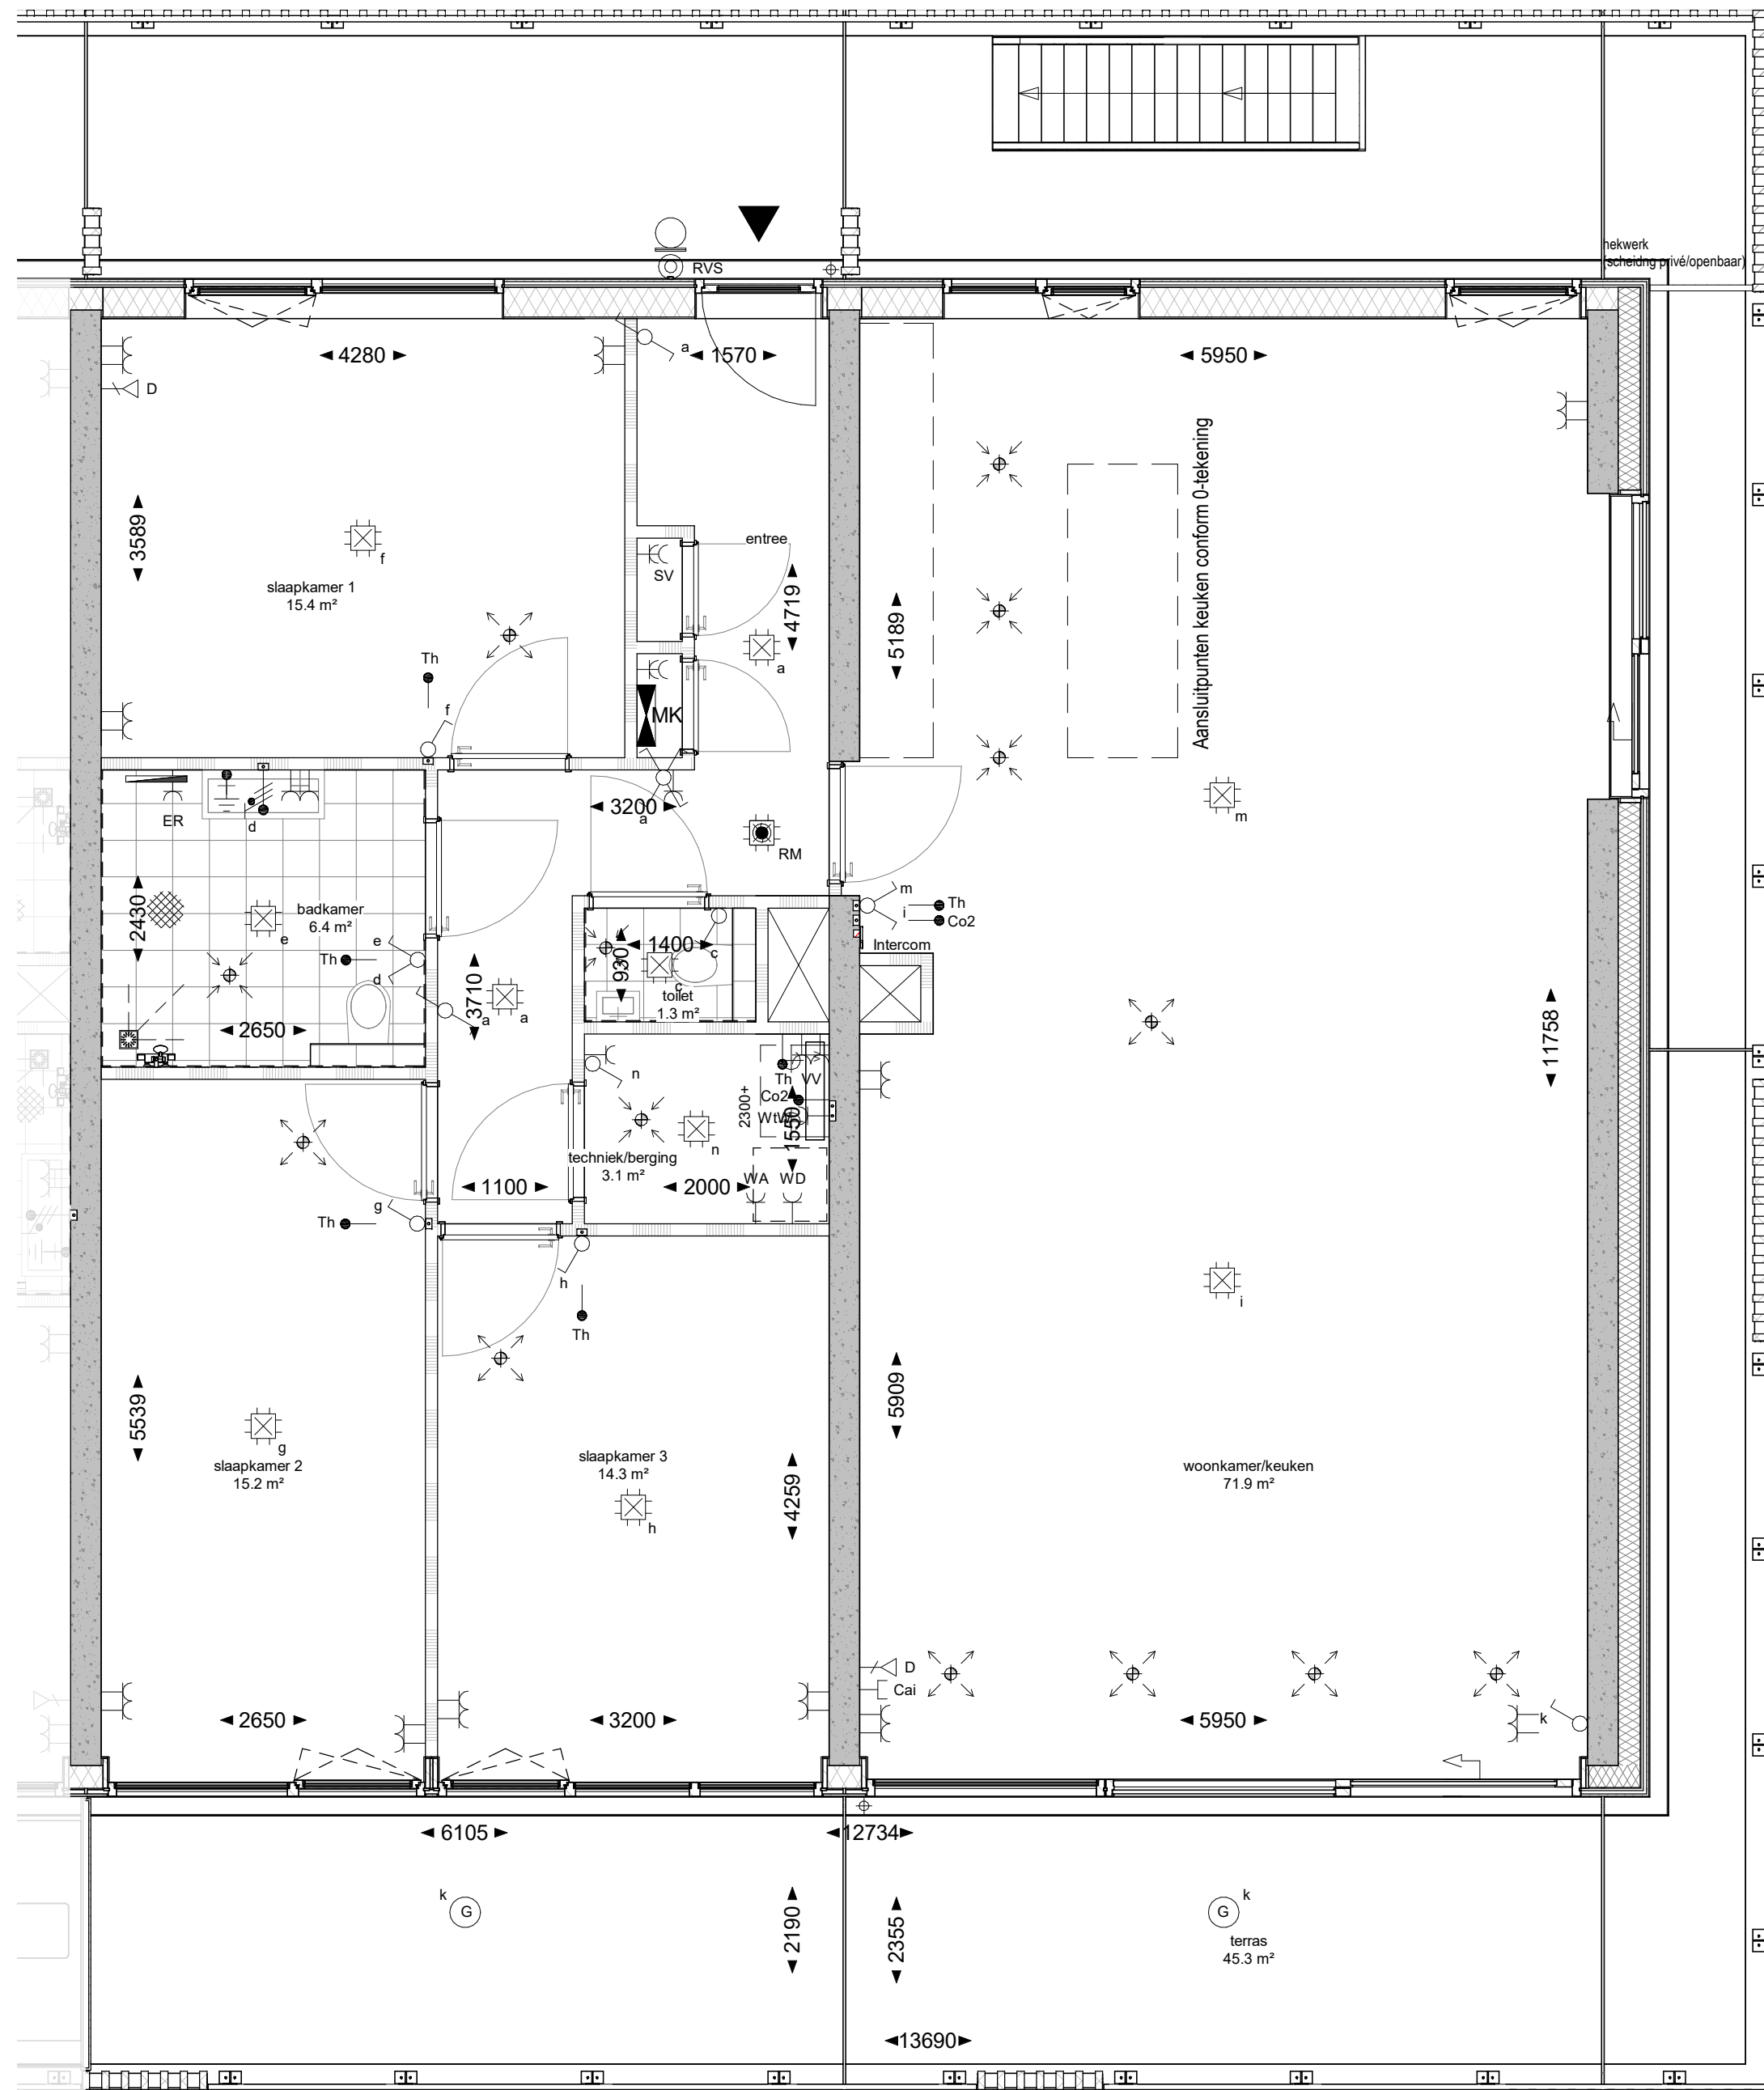 RVS
hekwerk
(scheidng privé/openbaar)
4280
a
1570
5950
D
Aansluitpunten keuken conform 0-tekening
3589
f
slaapkamer 1
15.4 m²
entree
SV
4719
5189
a
Th
f
MK
3200
a
m
ER
d
RM
2430
badkamer
6.4 m²
e
e
Th
d
2650
3710
a
a
930
1400
c
c
toilet
1.3 m²
m
i
Th
Co2
Intercom
11758
n
Th
VV
2300+
Co2
WtW
1550
n
techniek/berging
3.1 m²
1100
2000
WA
WD
g
Th
h
Th
i
5539
g
slaapkamer 2
15.2 m²
slaapkamer 3
14.3 m²
h
4259
5909
woonkamer/keuken
71.9 m²
D
Cai
2650
3200
5950
k
6105
12734
k
G
2190
2355
k
G
terras
45.3 m²
13690